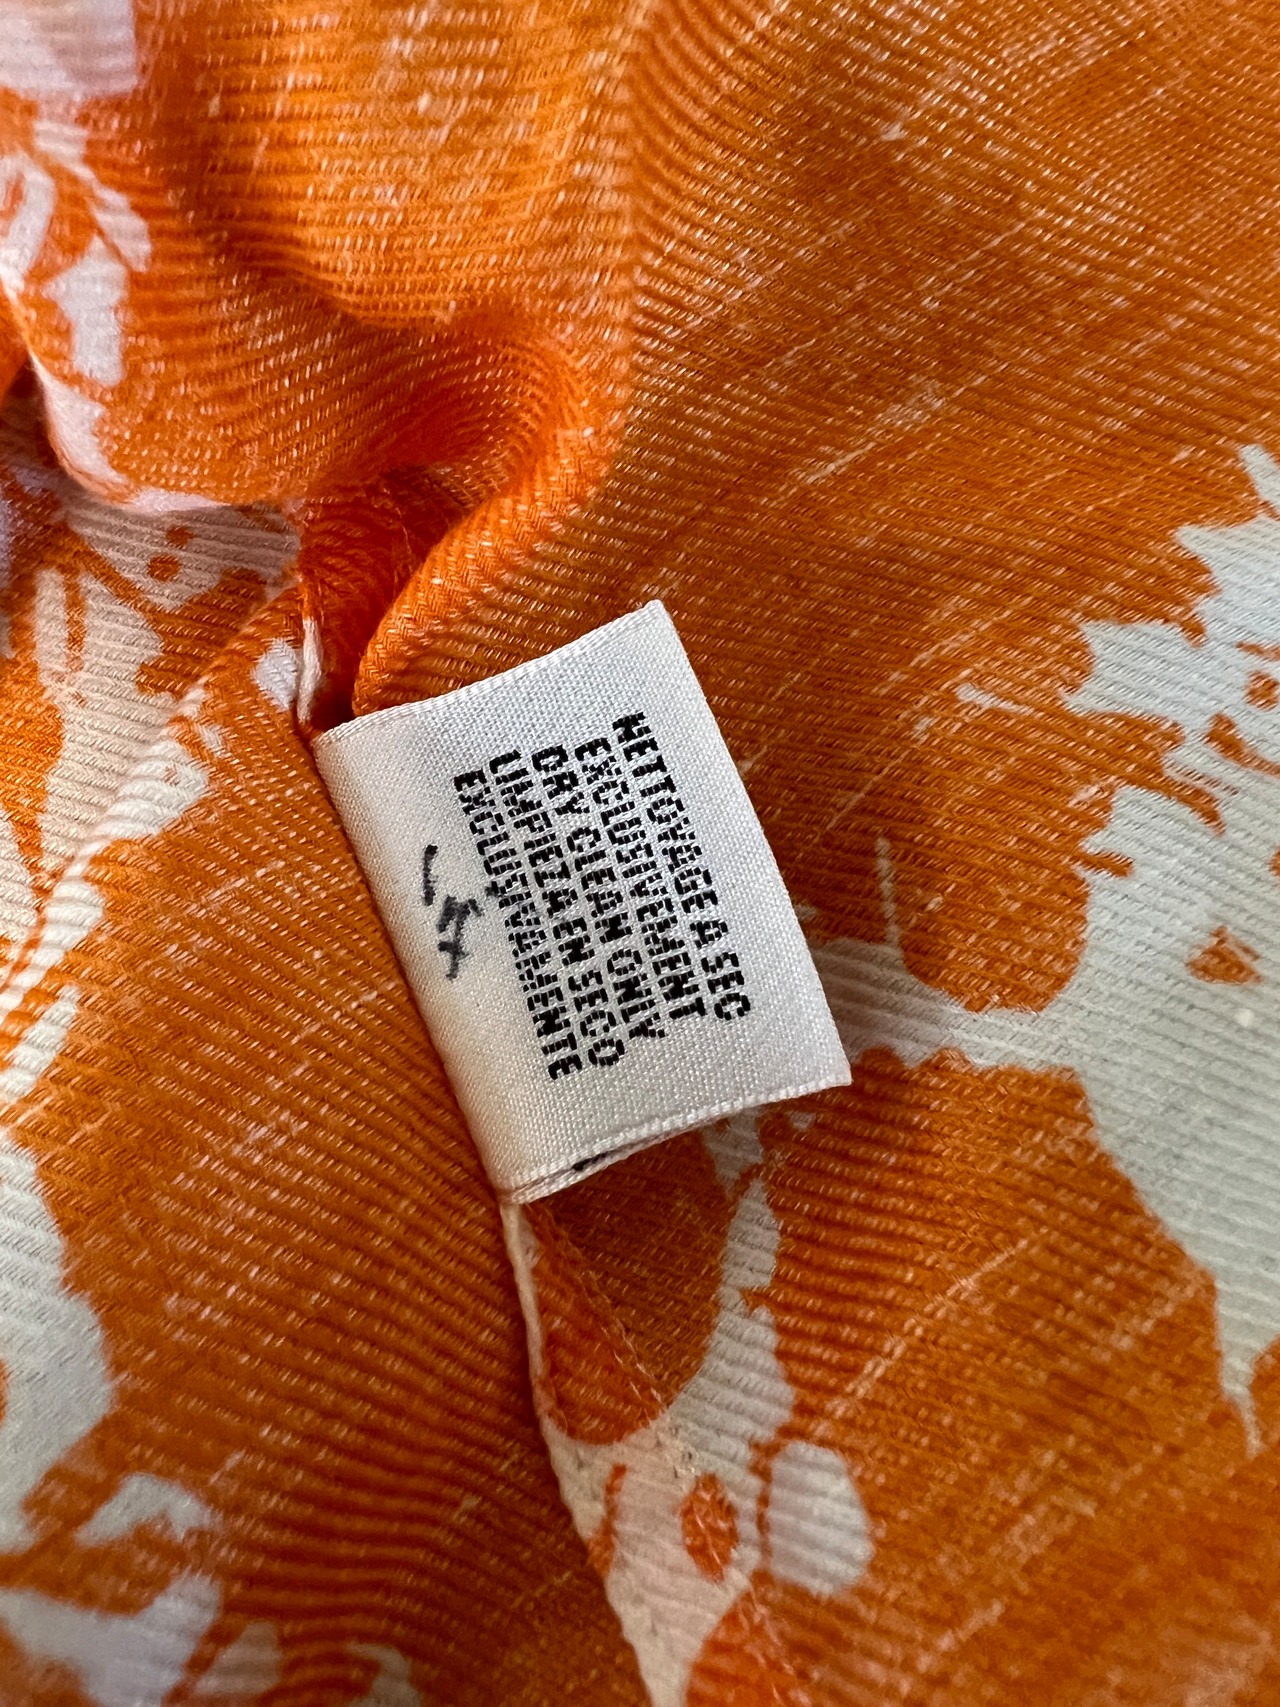 NETTOYAGE A SEC
EXCLUSIVEMENT
DRY CLEAN ONLY
LIMPIEZA EN SECO
EXCLUSIVAMENTE